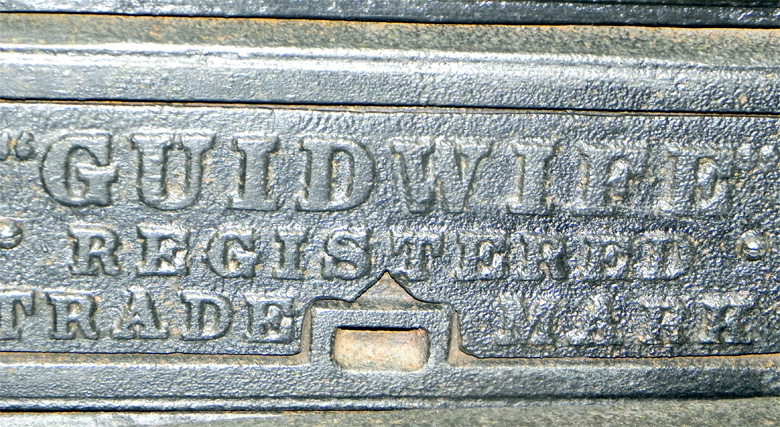 "GUIDWIFE"
REGISTERED
TRADE MARK